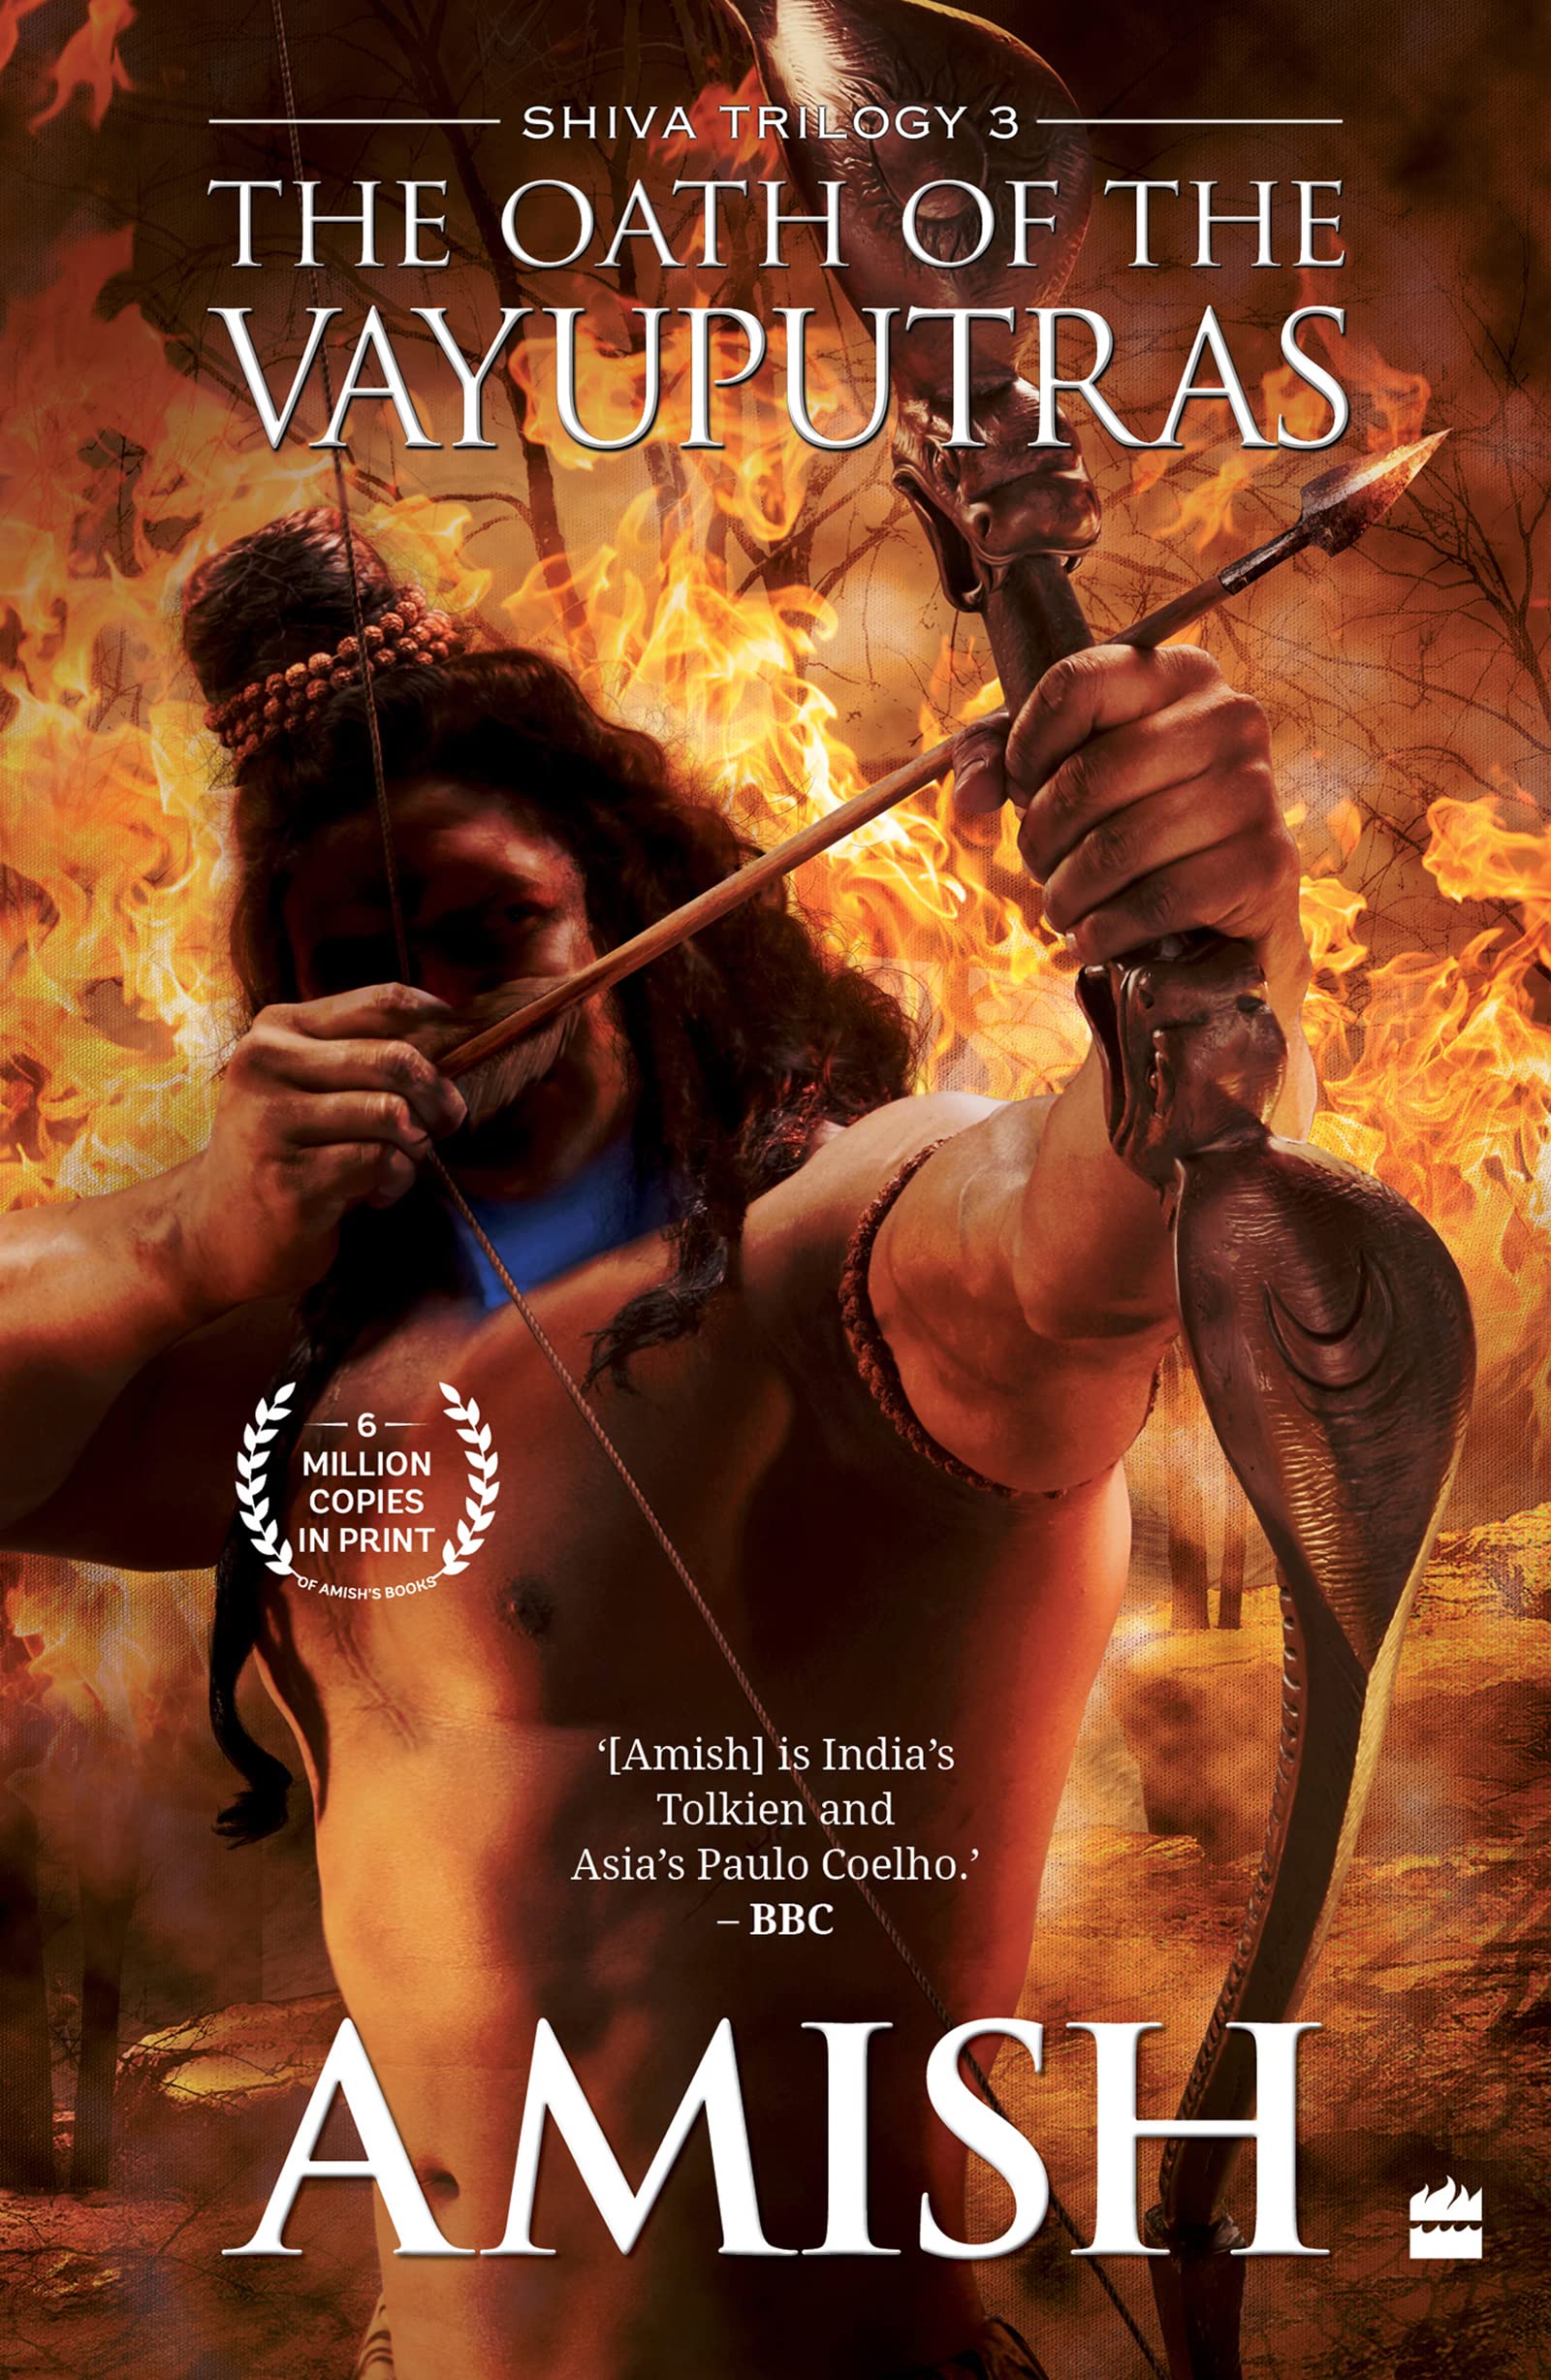 SHIVA TRILOGY 3
THE OATH OF THE
VAYUPUTRAS
6
MILLION
COPIES
IN PRINT
OF AMISH'S BOOKS
‘[Amish] is India’s
Tolkien and
Asia’s Paulo Coelho.’
– BBC
AMISH